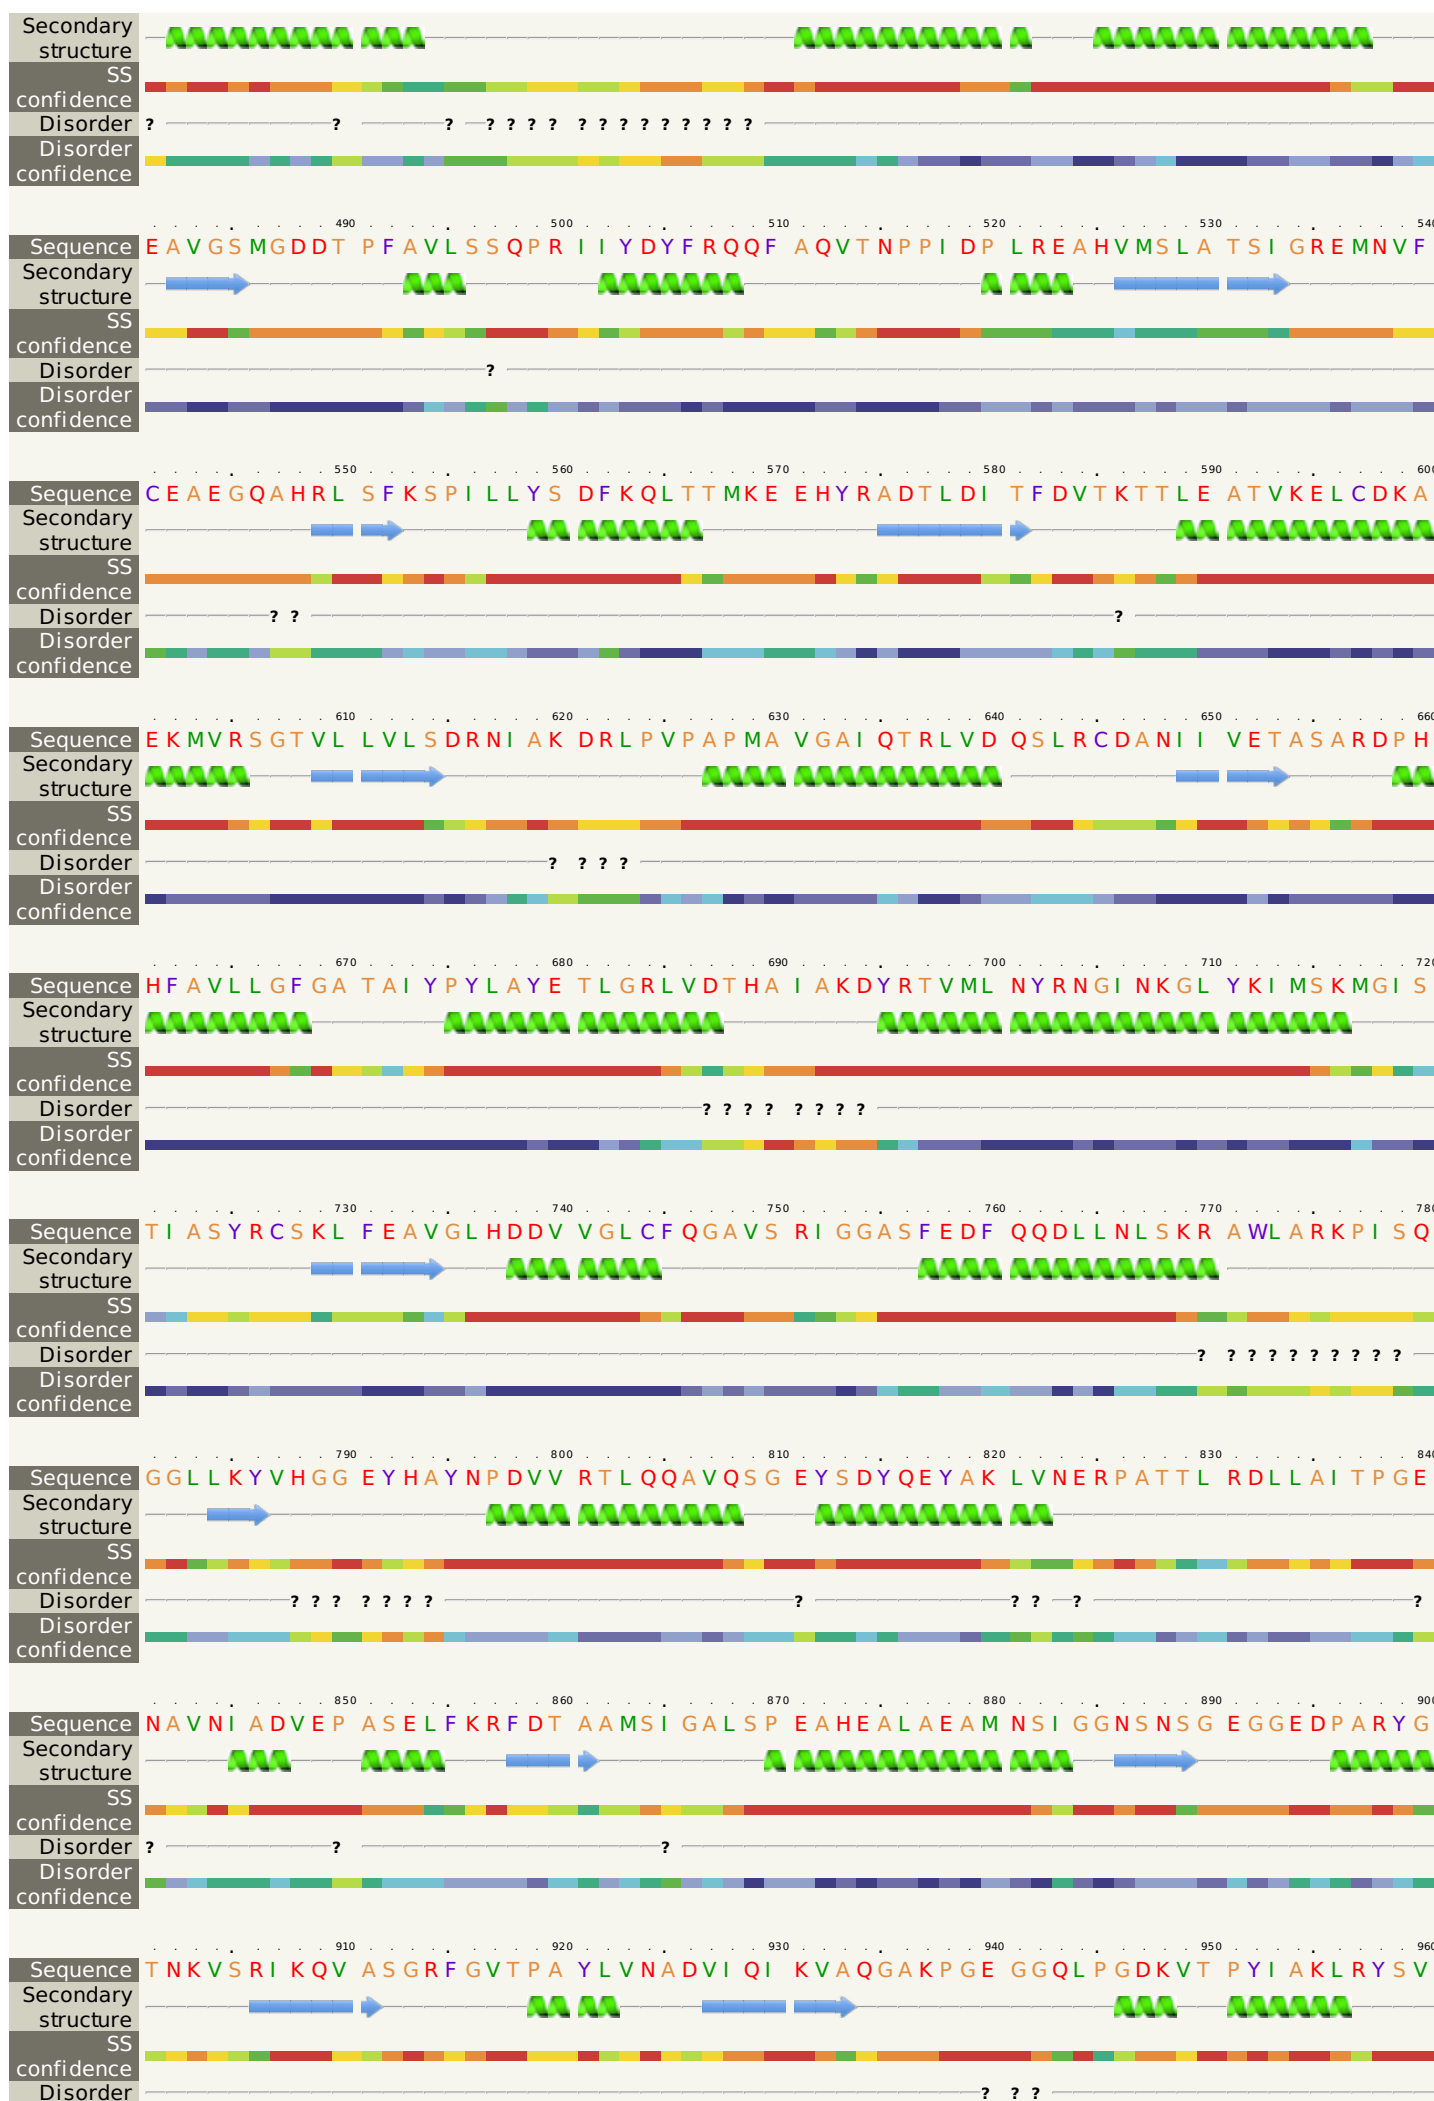 Secondary
structure
SS
confidence
Disorder ? ? ? ? ? ? ? ? ? ? ? ? ? ? ? ?
Disorder
confidence
490 500 510 520 530 540
Sequence EAVGSMGDDT PFAVLSSQPR IIYDYFRQQF AQVTNPPIDP LREAHVMSLA TSIGREMNVF
Secondary
structure
SS
confidence
Disorder ?
Disorder
confidence
550 560 570 580 590 600
Sequence CEAEGQAHRL SFKSPILLYS DFKQLTTMKE EHYRADTLDI TFDVTKTTLE ATVKELCDKA
Secondary
structure
SS
confidence
Disorder ? ? ?
Disorder
confidence
610 620 630 640 650 660
Sequence EKMVRSGTVL LVLSDRNIAK DRLPVPAPMA VGAIQTRLVD QSLRCDANII VETASARDPH
Secondary
structure
SS
confidence
Disorder ? ? ? ?
Disorder
confidence
670 680 690 700 710 720
Sequence HFAVLLGFGA TAIYPYLAYE TLGRLVDTHA IAKDYRTVML NYRNGINKGL YKIMSKMGIS
Secondary
structure
SS
confidence
Disorder ? ? ? ? ? ? ? ?
Disorder
confidence
730 740 750 760 770 780
Sequence TIASYRCSKL FEAVGLHDDV VGLCFQGAVS RIGGASFEDF QQDLLNLSKR AWLARKPISQ
Secondary
structure
SS
confidence
Disorder ? ? ? ? ? ? ? ? ? ?
Disorder
confidence
790 800 810 820 830 840
Sequence GGLLKYVHGG EYHAYNPDVV RTLQQAVQSG EYSDYQEYAK LVNERPATTL RDLLAITPGE
Secondary
structure
SS
confidence
Disorder ? ? ? ? ? ? ? ? ? ? ? ?
Disorder
confidence
850 860 870 880 890 900
Sequence NAVNIADVEP ASELFKRFDT AAMSIGALSP EAHEALAEAM NSIGGNSNSG EGGEDPARYG
Secondary
structure
SS
confidence
Disorder ? ? ?
Disorder
confidence
910 920 930 940 950 960
Sequence TNKVSRIKQV ASGRFGVTPA YLVNADVIQI KVAQGAKPGE GGQLPGDKVT PYIAKLRYSV
Secondary
structure
SS
confidence
Disorder ? ? ?